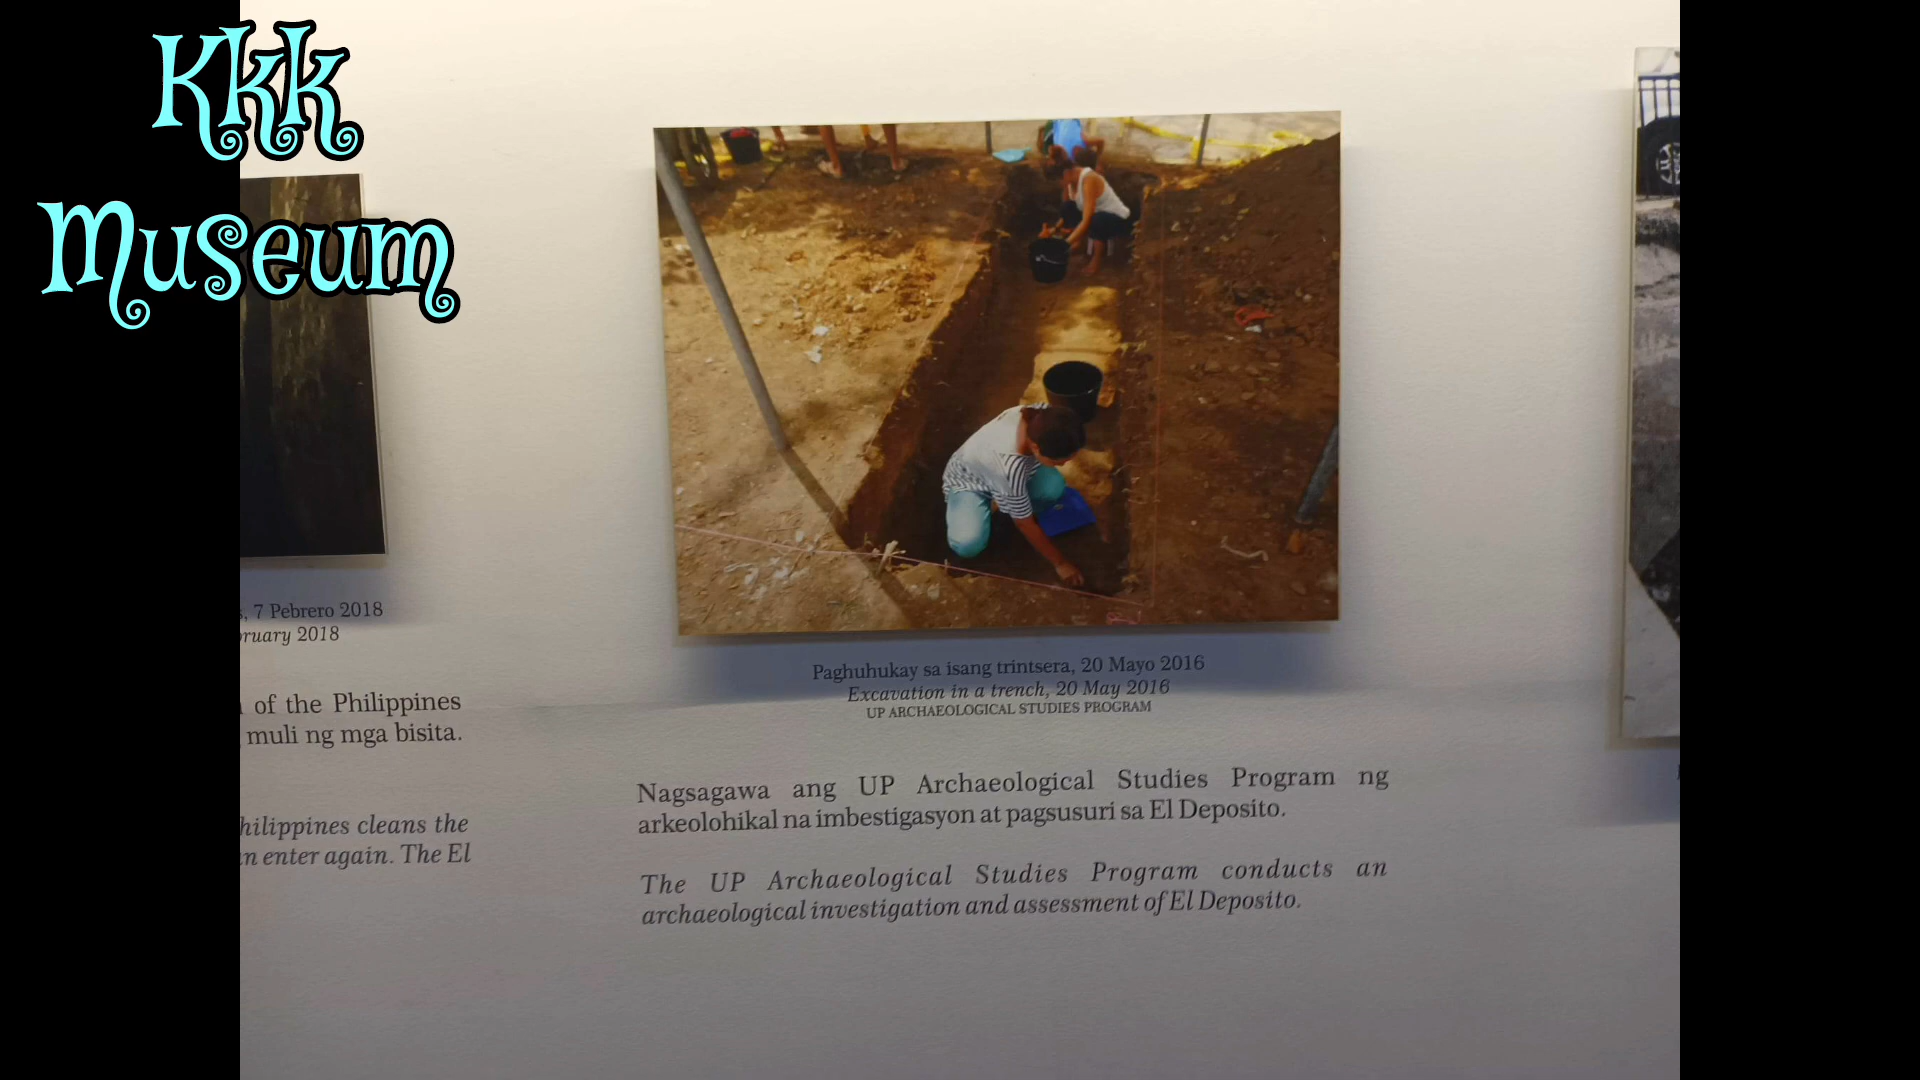 Kkk
Museum
7 Pebrero 2018
2018
of the Philippines
muli ng mga bisita.
cleans the
enter again. The El
Paghuhukay sa isang trintsera, 20 Mayo 2016
Excavation in a trench, 20 May 2016
UP ARCHAEOLOGICAL STUDIES PROGRAM
Nagsagawa ang UP Archaeological Studies Program ng
arkeolohikal na imbestigasyon at pagsusuri sa El Deposito.
The UP Archaeological Studies Program conducts an
archaeological investigation and assessment of El Deposito.